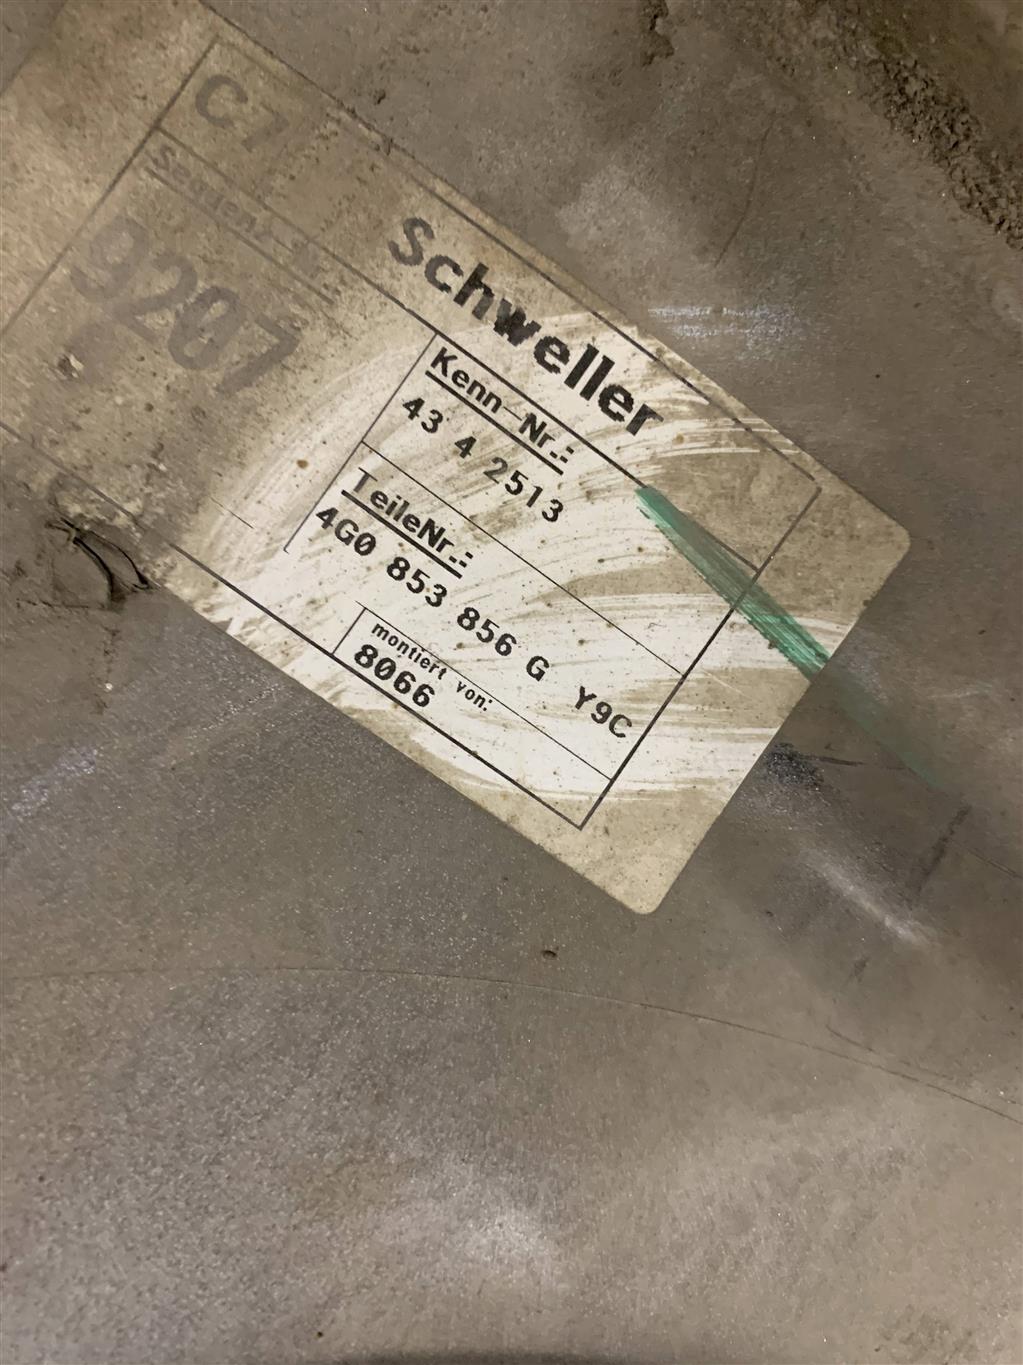 C7
Schweller
9207
Kenn-Nr.:
43 4 2513
TeileNr.:
4G0 853 856 G Y9C
montiert von:
8066